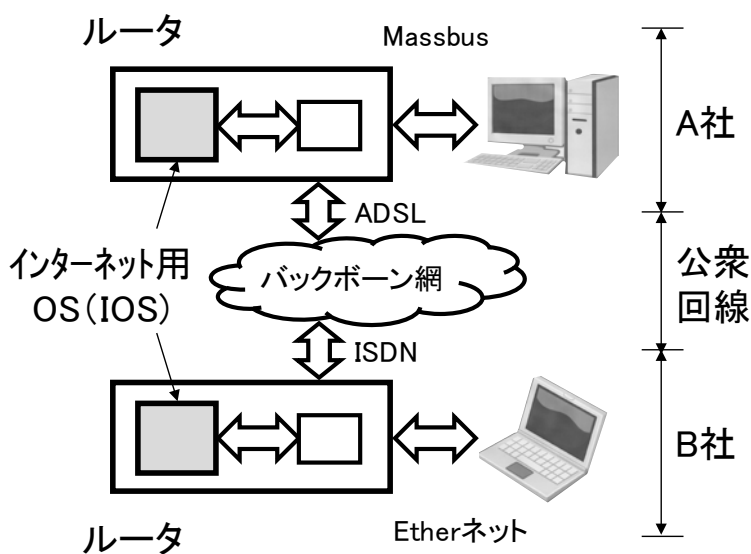 ルータ
Massbus
A社
ADSL
インターネット用
OS(IOS)
バックボーン網
公衆
回線
ISDN
B社
ルータ
Etherネット